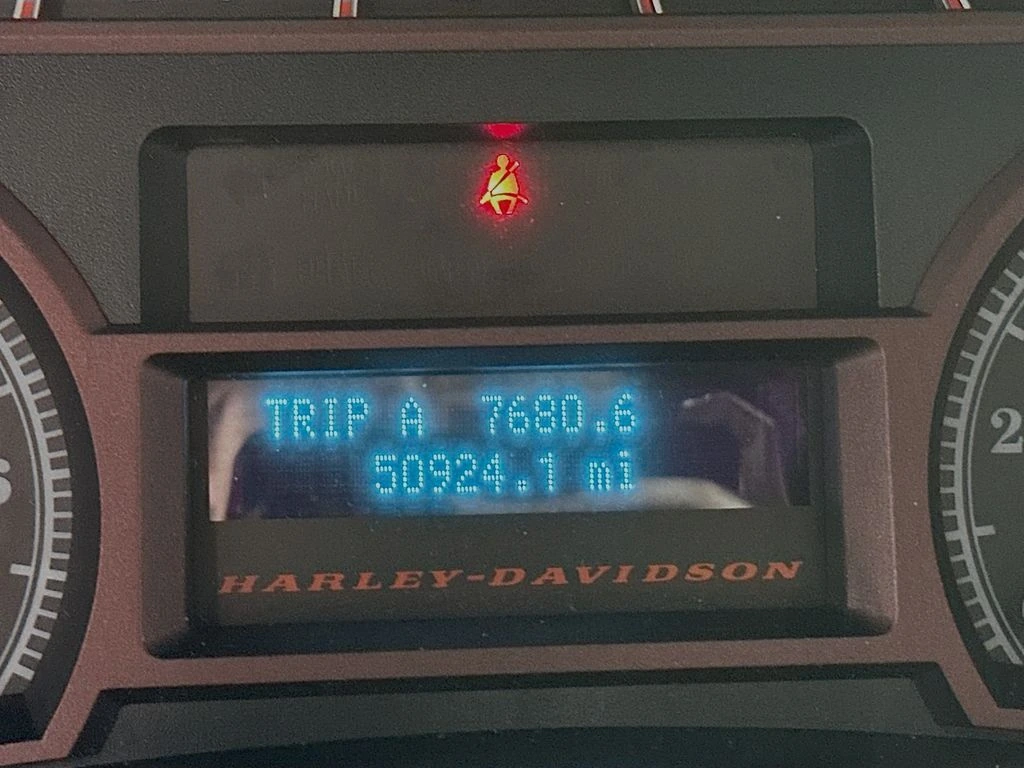 TRIP A 7680.6
50924.1 mi
HARLEY-DAVIDSON